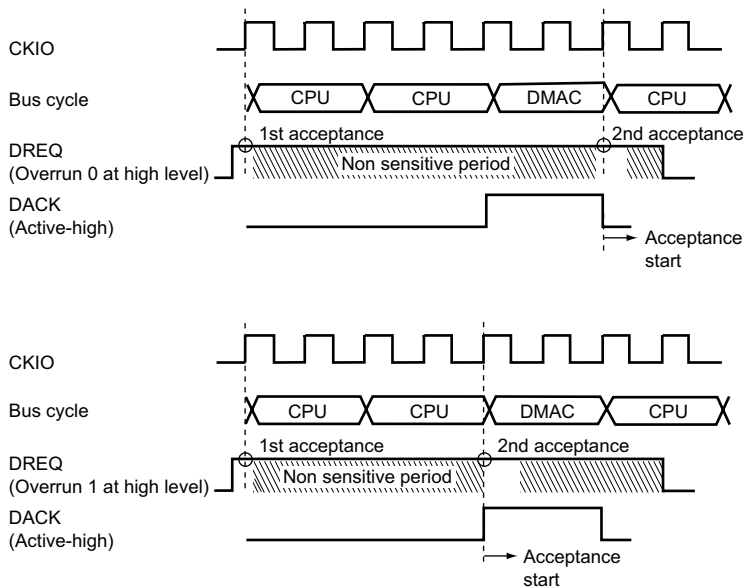 CKIO
Bus cycle
CPU CPU DMAC CPU
1st acceptance 2nd acceptance
DREQ
(Overrun 0 at high level)
Non sensitive period
DACK
(Active-high)
Acceptance
start
CKIO
Bus cycle
CPU CPU DMAC CPU
1st acceptance 2nd acceptance
DREQ
(Overrun 1 at high level)
Non sensitive period
DACK
(Active-high)
Acceptance
start